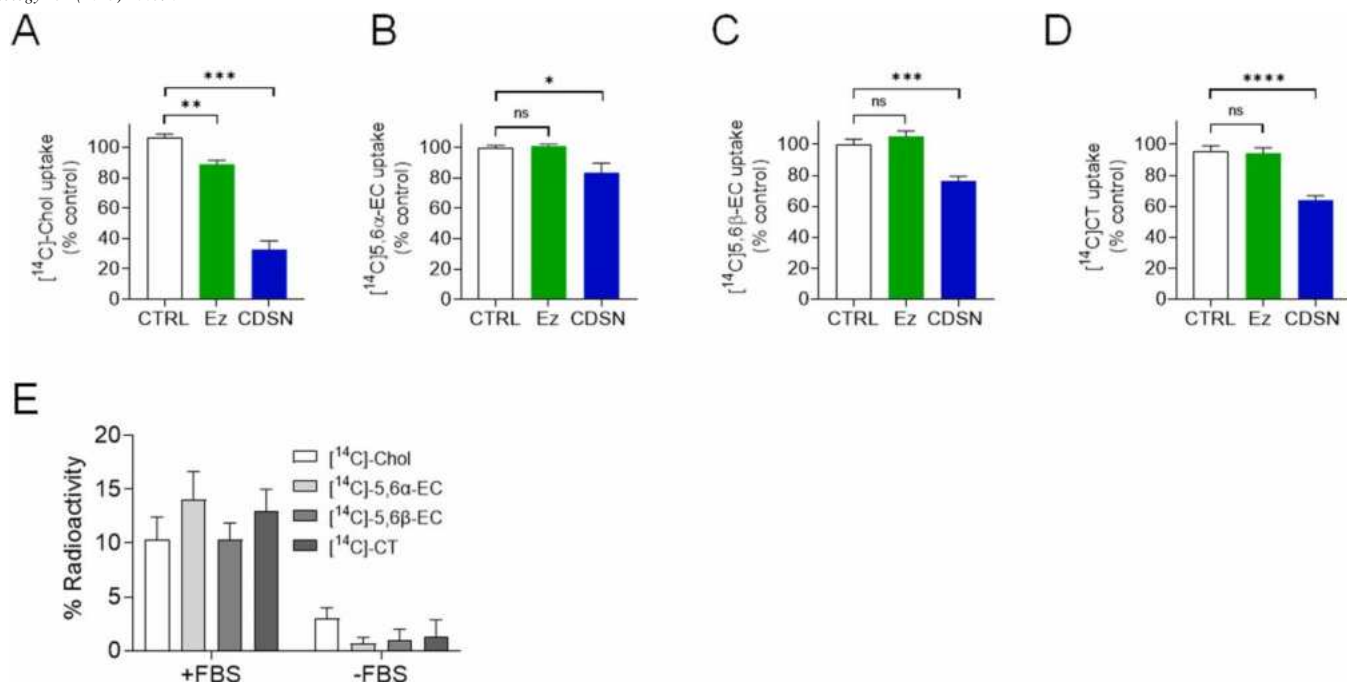 A
B
C
D
***
**
[¹⁴C]-Chol uptake
(% control)
100
80
60
40
20
0
CTRL Ez CDSN
*
ns
[¹⁴C]5,6α-EC uptake
(% control)
100
80
60
40
20
0
CTRL Ez CDSN
***
ns
[¹⁴C]5,6β-EC uptake
(% control)
100
80
60
40
20
0
CTRL Ez CDSN
****
ns
[¹⁴C]CT uptake
(% control)
100
80
60
40
20
0
CTRL Ez CDSN
E
% Radioactivity
20
15
10
5
0
[¹⁴C]-Chol
[¹⁴C]-5,6α-EC
[¹⁴C]-5,6β-EC
[¹⁴C]-CT
+FBS -FBS